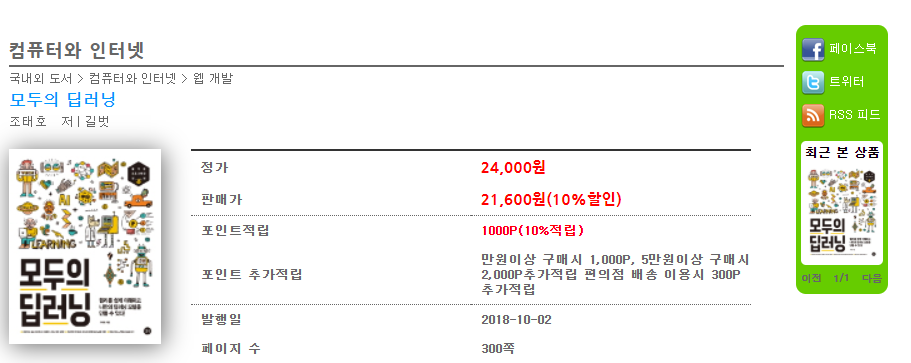 컴퓨터와 인터넷
국내외 도서 > 컴퓨터와 인터넷 > 웹 개발
모두의 딥러닝
조태호 저 | 길벗
LEARNING
모두의
딥러닝
정가 24,000원
판매가 21,600원(10%할인)
포인트적립 1000P(10%적립)
포인트 추가적립 만원이상 구매시 1,000P, 5만원이상 구매시
2,000P추가적립 편의점 배송 이용시 300P
추가적립
발행일 2018-10-02
페이지 수 300쪽
페이스북
트위터
RSS 피드
최근 본 상품
모두의
딥러닝
이전 1/1 다음